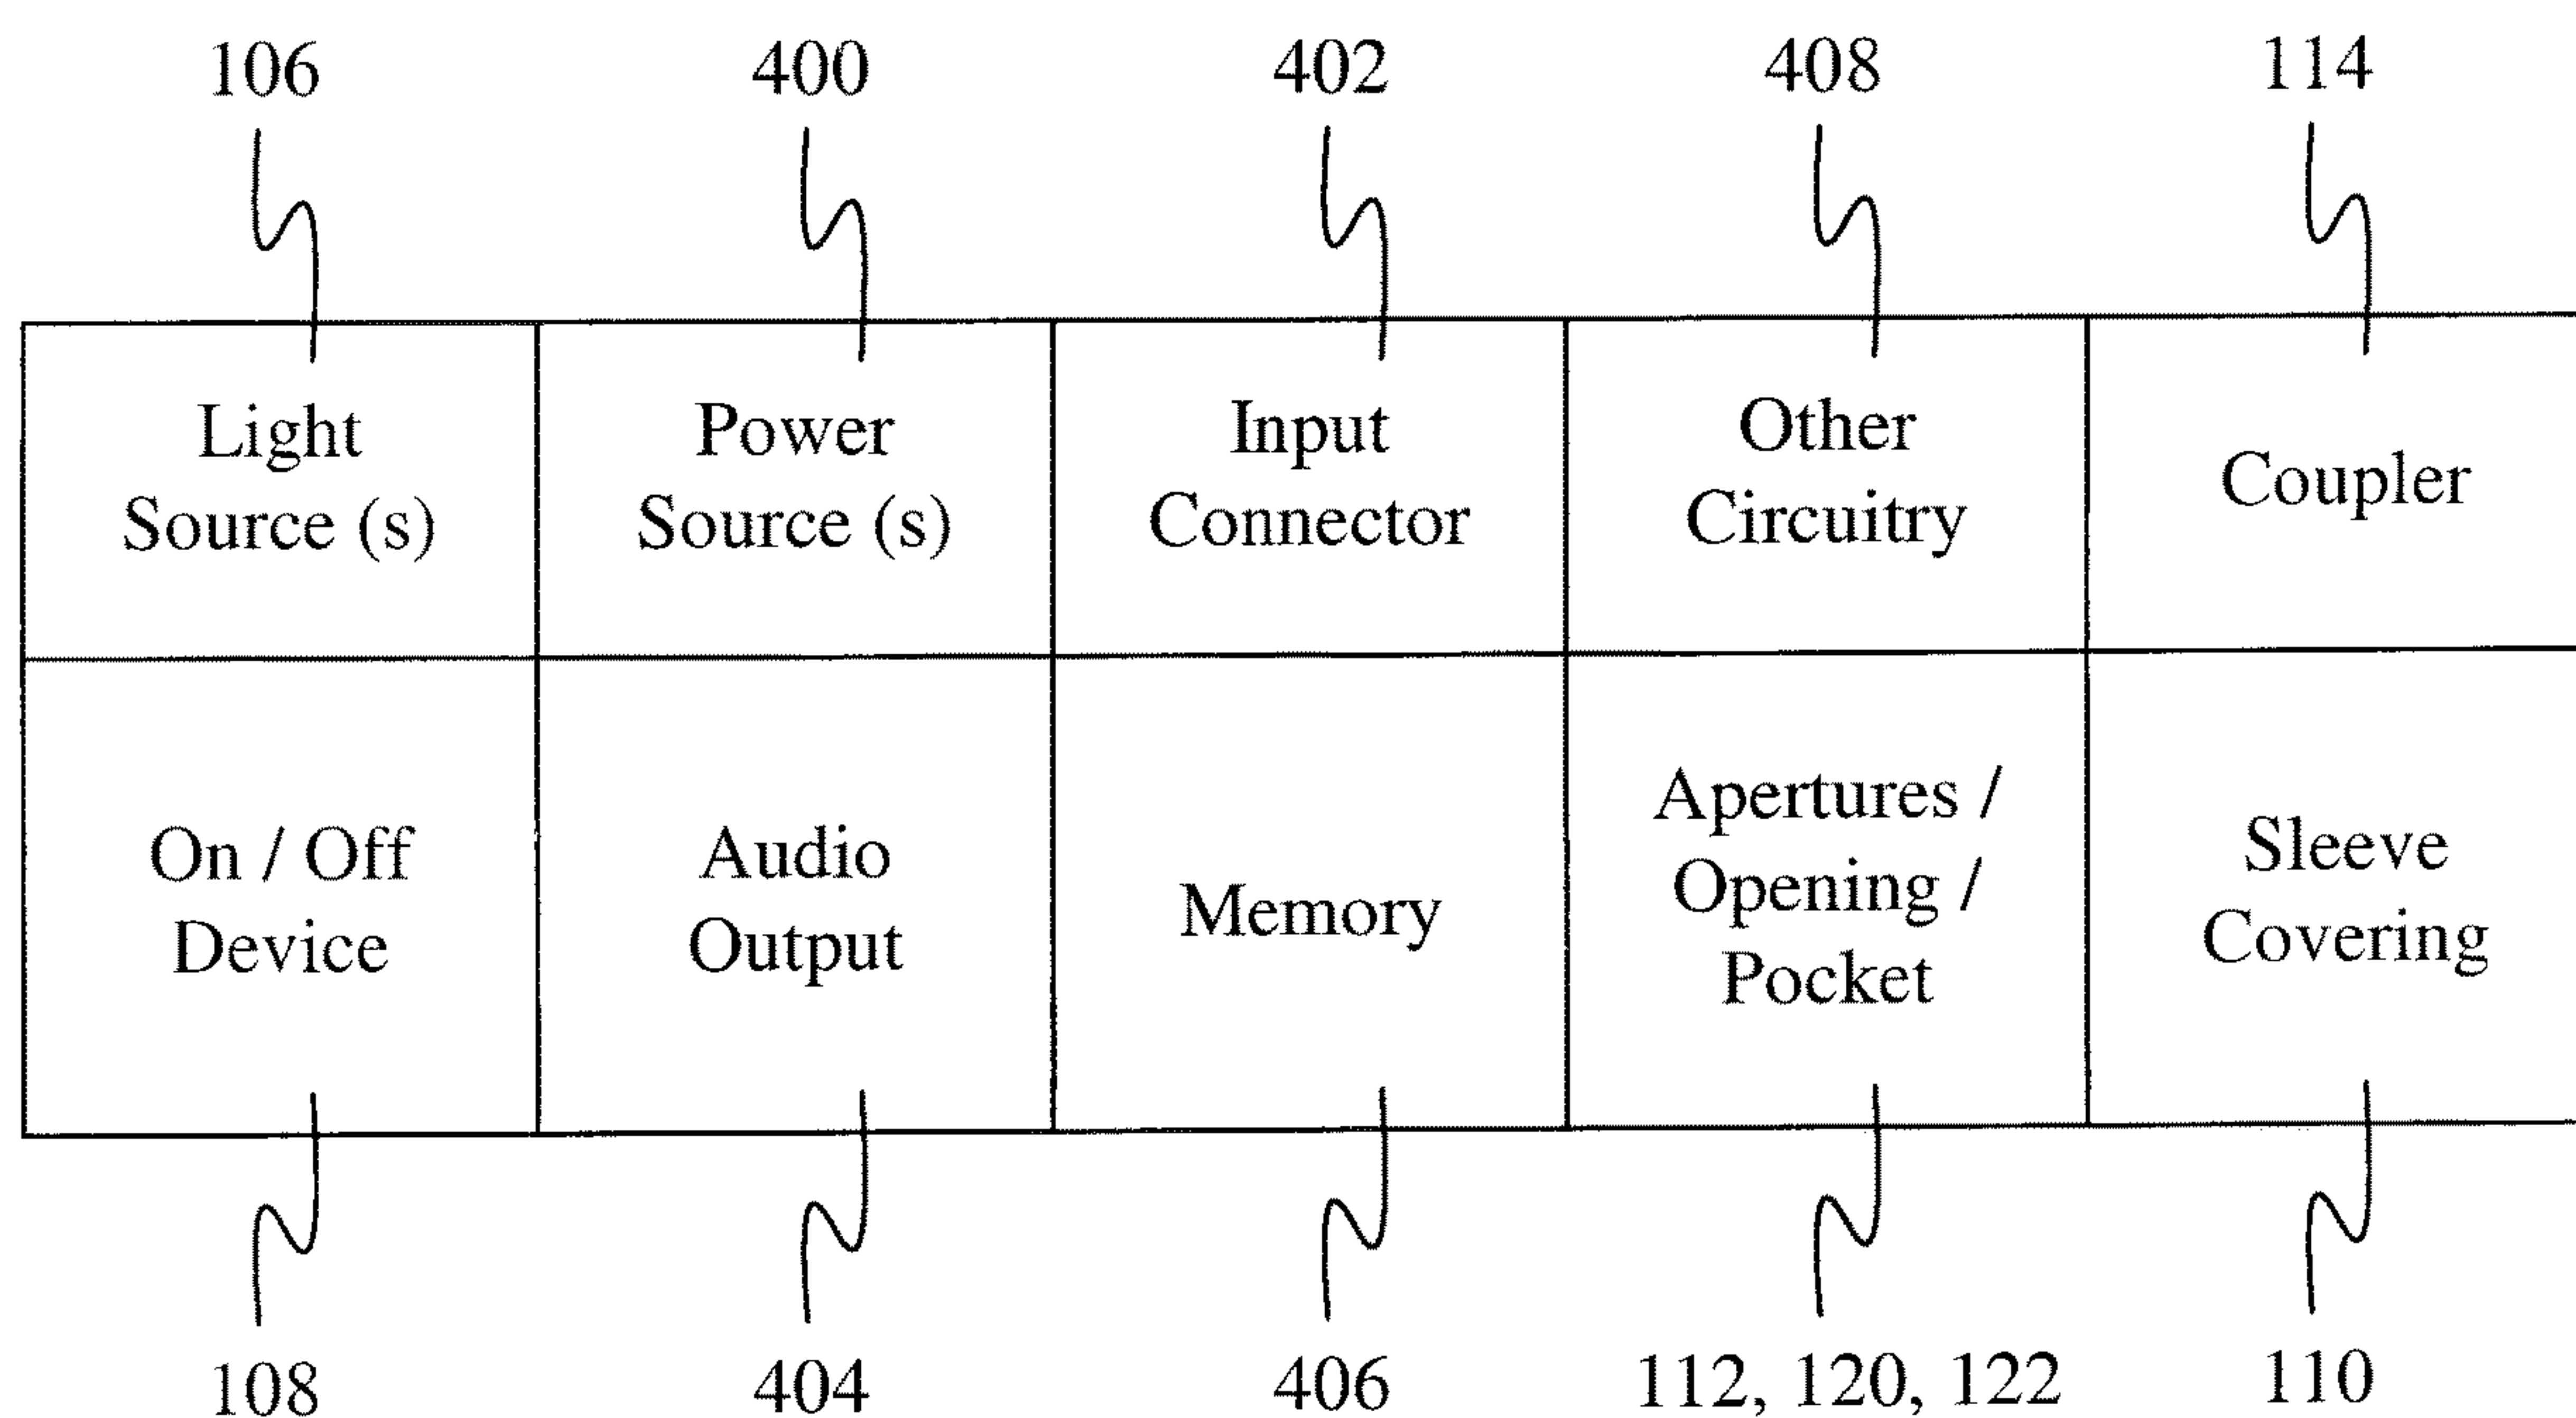 106 400 402 408 114
Light
Source (s)
Power
Source (s)
Input
Connector
Other
Circuitry
Coupler
On / Off
Device
Audio
Output
Memory
Apertures /
Opening /
Pocket
Sleeve
Covering
108 404 406 112, 120, 122 110